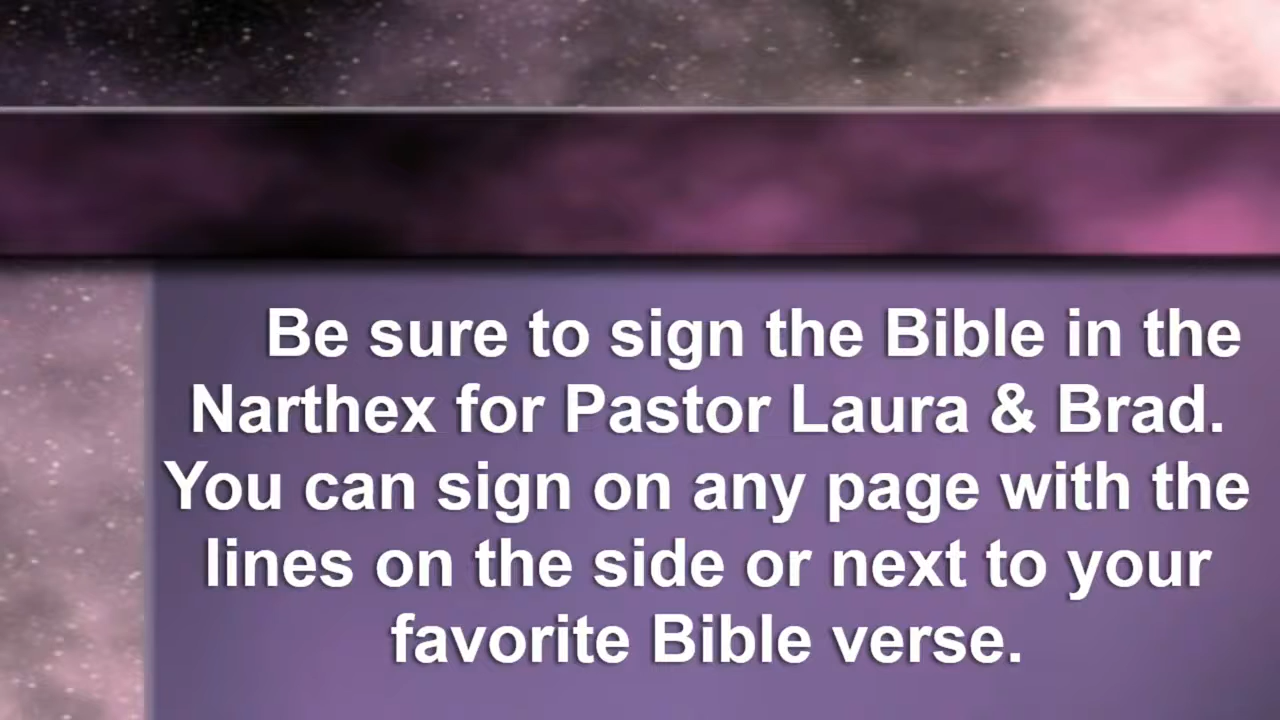 Be sure to sign the Bible in the
Narthex for Pastor Laura & Brad.
You can sign on any page with the
lines on the side or next to your
favorite Bible verse.